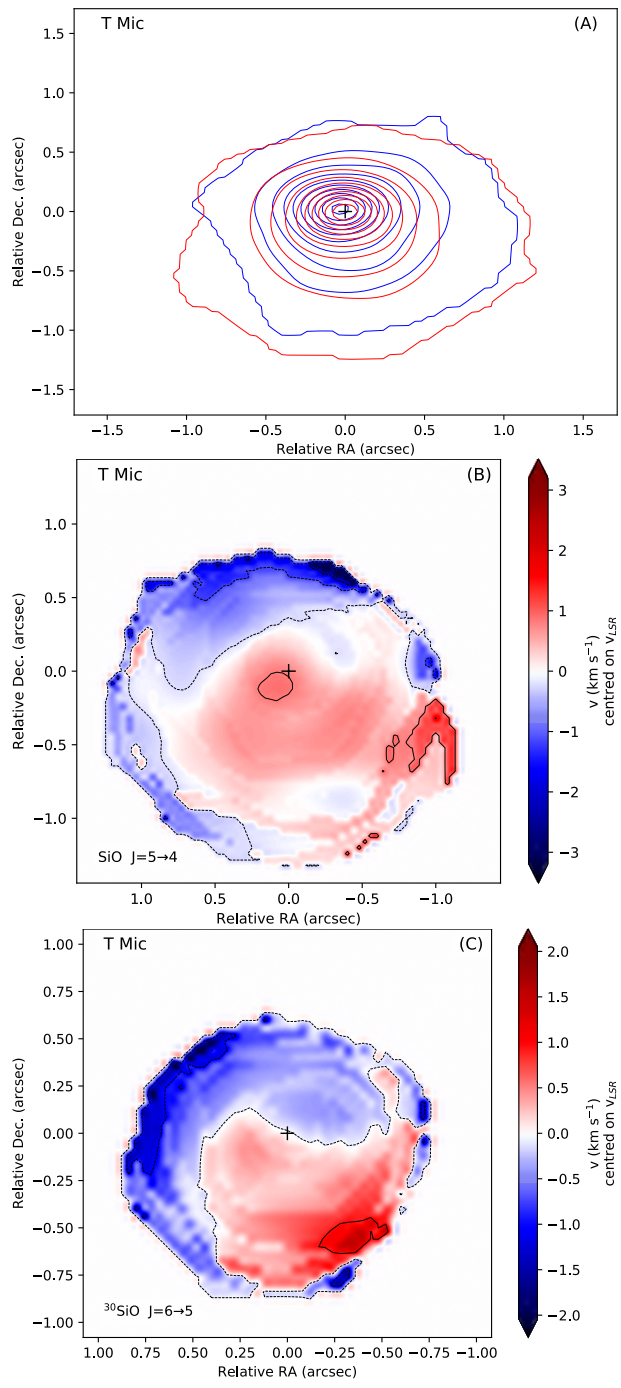 T Mic (A)
1.5
1.0
0.5
0.0
−0.5
−1.0
−1.5
Relative Dec. (arcsec)
−1.5 −1.0 −0.5 0.0 0.5 1.0 1.5
Relative RA (arcsec)
T Mic (B)
1.0
0.5
0.0
−0.5
−1.0
Relative Dec. (arcsec)
SiO J=5→4
1.0 0.5 0.0 −0.5 −1.0
Relative RA (arcsec)
3
2
1
0
−1
−2
−3
v (km s⁻¹)
centred on v_LSR
T Mic (C)
1.00
0.75
0.50
0.25
0.00
−0.25
−0.50
−0.75
−1.00
Relative Dec. (arcsec)
³⁰SiO J=6→5
1.00 0.75 0.50 0.25 0.00 −0.25 −0.50 −0.75 −1.00
Relative RA (arcsec)
2.0
1.5
1.0
0.5
0.0
−0.5
−1.0
−1.5
−2.0
v (km s⁻¹)
centred on v_LSR